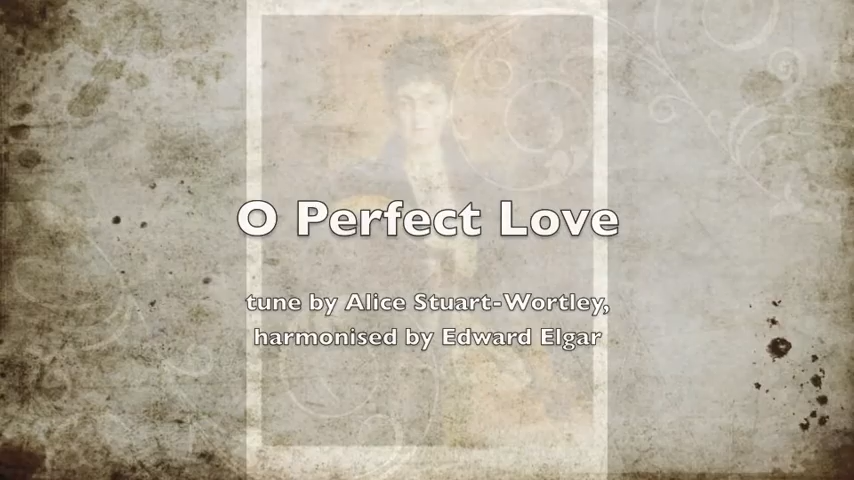 O Perfect Love
tune by Alice Stuart-Wortley,
harmonised by Edward Elgar